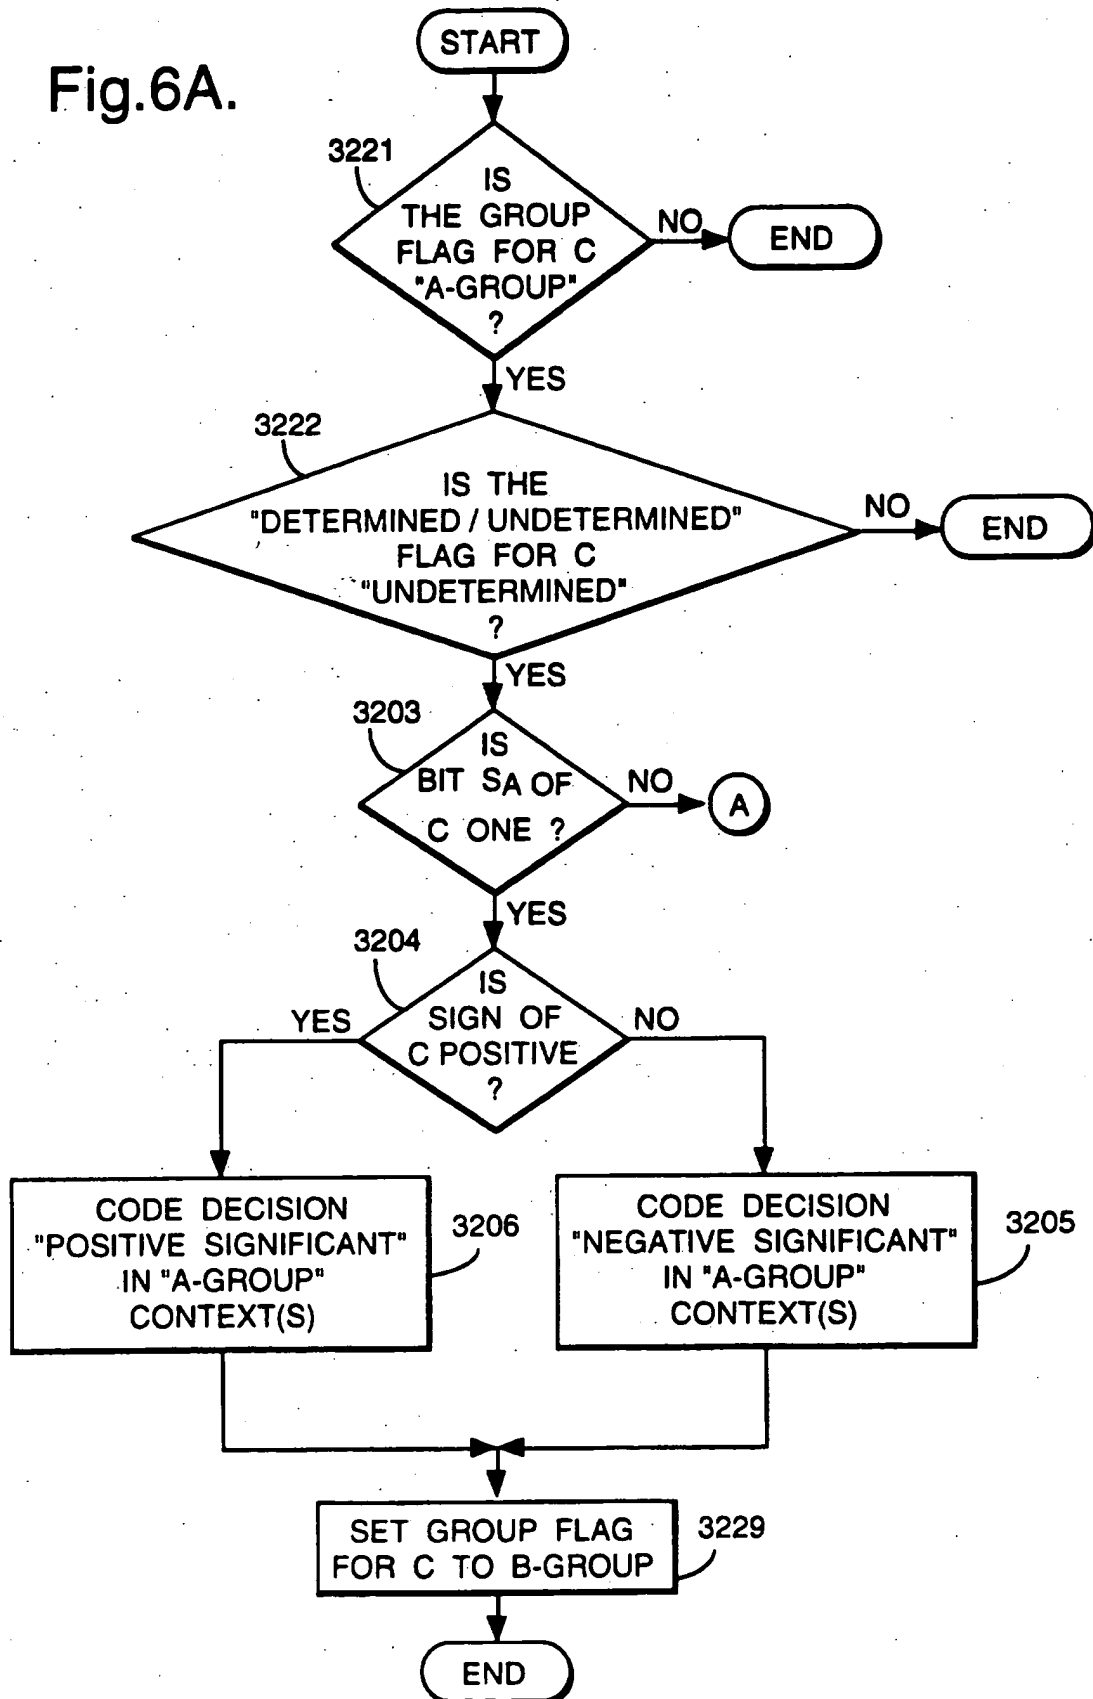 START
Fig.6A.
3221
IS
THE GROUP
FLAG FOR C
"A-GROUP"
?
NO
END
YES
3222
IS THE
"DETERMINED / UNDETERMINED"
FLAG FOR C
"UNDETERMINED"
?
NO
END
YES
3203
IS
BIT SA OF
C ONE ?
NO
A
YES
3204
IS
SIGN OF
C POSITIVE
?
YES
NO
CODE DECISION
"POSITIVE SIGNIFICANT"
IN "A-GROUP"
CONTEXT(S)
3206
CODE DECISION
"NEGATIVE SIGNIFICANT"
IN "A-GROUP"
CONTEXT(S)
3205
SET GROUP FLAG
FOR C TO B-GROUP
3229
END